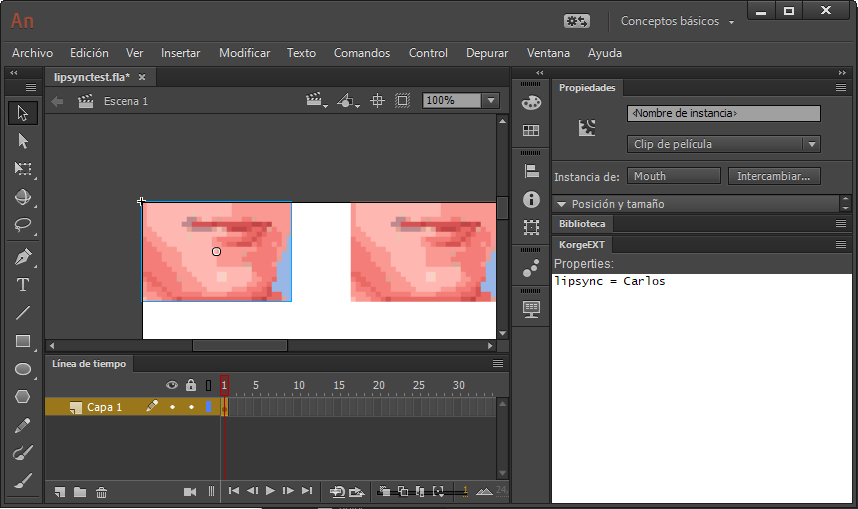 An
Conceptos básicos
Archivo Edición Ver Insertar Modificar Texto Comandos Control Depurar Ventana Ayuda
lipsynctest.fla*
Escena 1
100%
Propiedades
<Nombre de instancia>
Clip de película
Instancia de: Mouth Intercambiar...
Posición y tamaño
Biblioteca
KorgeEXT
Properties:
lipsync = Carlos
Línea de tiempo
1 5 10 15 20 25 30
Capa 1
1 24